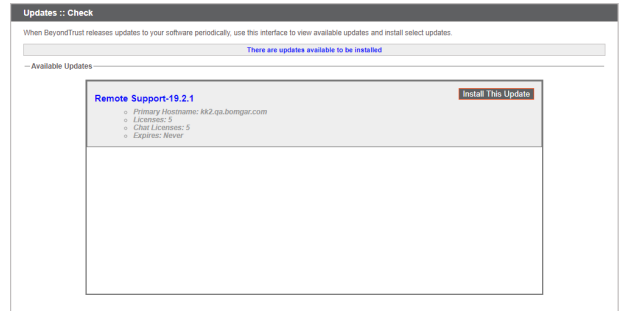 Updates :: Check
When BeyondTrust releases updates to your software periodically, use this interface to view available updates and install select updates.
There are updates available to be installed
Available Updates
Remote Support-19.2.1
Install This Update
Primary Hostname: kk2.qa.bomgar.com
Licenses: 5
Chat Licenses: 5
Expires: Never